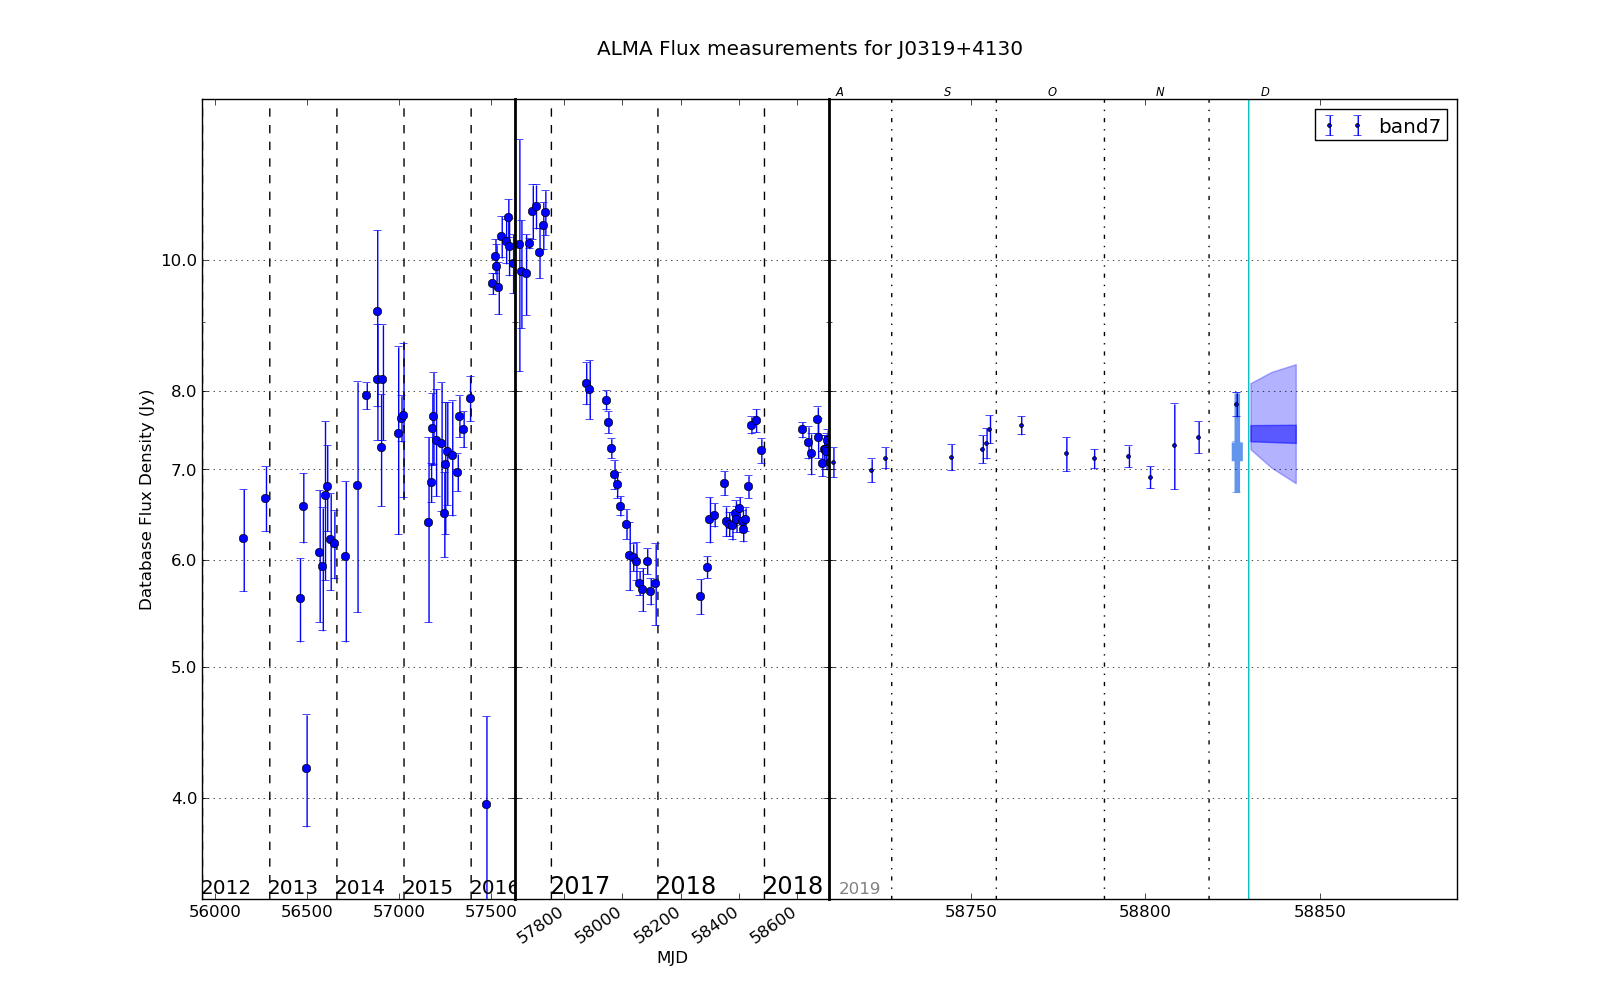 ALMA Flux measurements for J0319+4130
A S O N D
band7
10.0
8.0
7.0
6.0
5.0
4.0
Database Flux Density (Jy)
2012 2013 2014 2015 2016 2017 2018 2018 2019
56000 56500 57000 57500 57800 58000 58200 58400 58600 58750 58800 58850
MJD